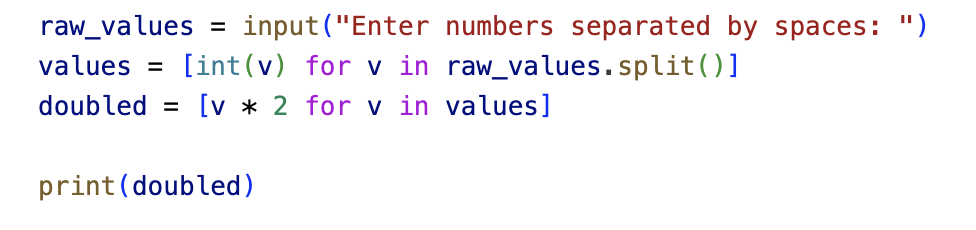 raw_values = input("Enter numbers separated by spaces: ")
values = [int(v) for v in raw_values.split()]
doubled = [v * 2 for v in values]
print(doubled)